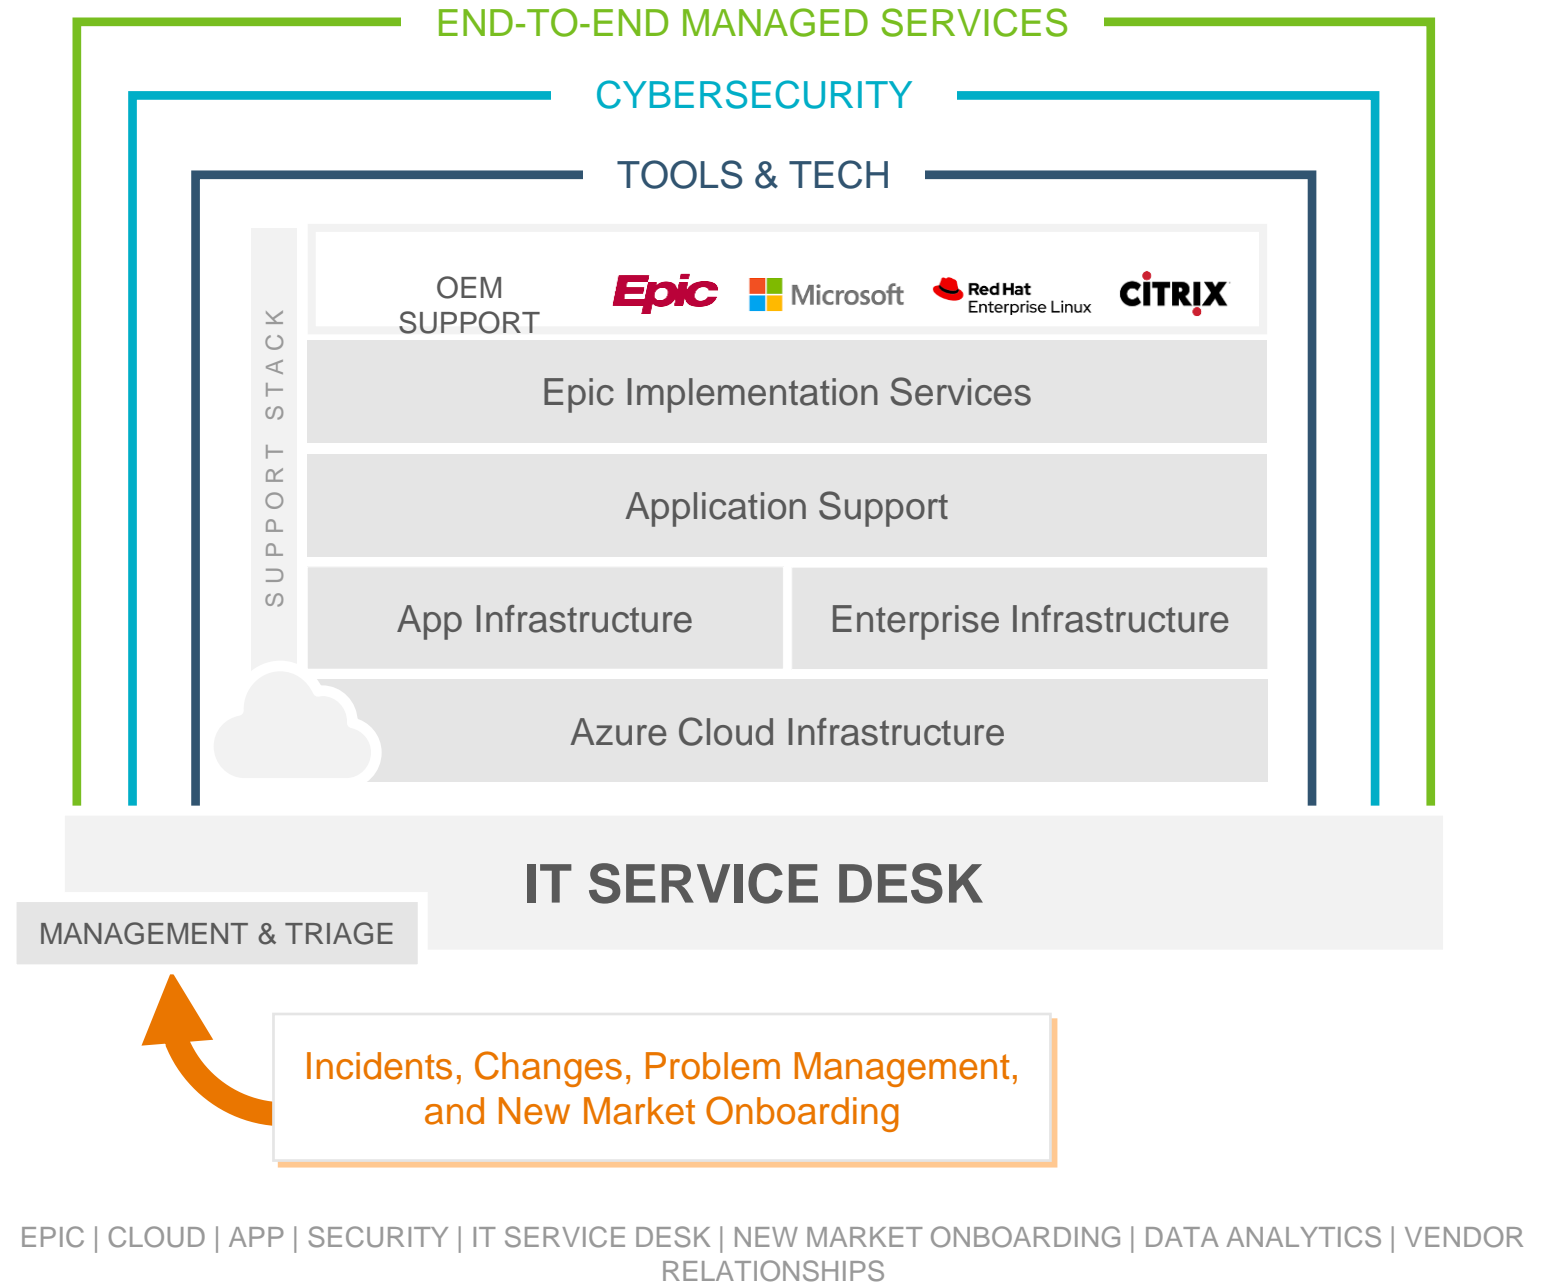 END-TO-END MANAGED SERVICES
CYBERSECURITY
TOOLS & TECH
SUPPORT STACK
OEM
SUPPORT
Epic
Microsoft
Red Hat
Enterprise Linux
CİTRIX
Epic Implementation Services
Application Support
App Infrastructure
Enterprise Infrastructure
Azure Cloud Infrastructure
IT SERVICE DESK
MANAGEMENT & TRIAGE
Incidents, Changes, Problem Management,
and New Market Onboarding
EPIC | CLOUD | APP | SECURITY | IT SERVICE DESK | NEW MARKET ONBOARDING | DATA ANALYTICS | VENDOR
RELATIONSHIPS